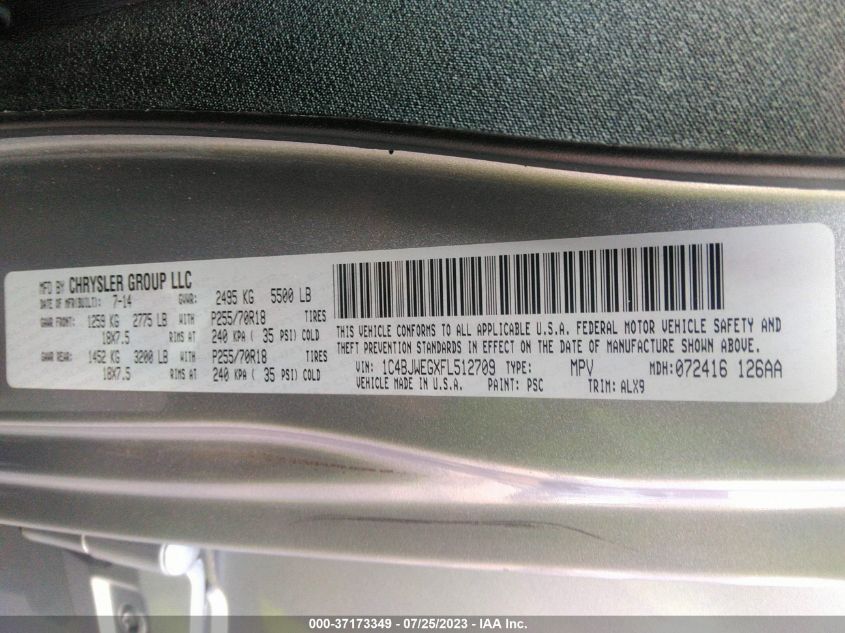 MFD BY CHRYSLER GROUP LLC
DATE OF MFR(BUILT): 7-14 GVWR: 2495 KG 5500 LB
GAWR FRONT: 1259 KG 2775 LB WITH P255/70R18 TIRES
18X7.5 RIMS AT 240 KPA ( 35 PSI) COLD
GAWR REAR: 1452 KG 3200 LB WITH P255/70R18 TIRES
18X7.5 RIMS AT 240 KPA ( 35 PSI) COLD
THIS VEHICLE CONFORMS TO ALL APPLICABLE U.S.A. FEDERAL MOTOR VEHICLE SAFETY AND
THEFT PREVENTION STANDARDS IN EFFECT ON THE DATE OF MANUFACTURE SHOWN ABOVE.
VIN: 1C4BJWEGXFL512709 TYPE: MPV MDH: 072416 126AA
VEHICLE MADE IN U.S.A. PAINT: PSC TRIM: ALX9
000-37173349 - 07/25/2023 - IAA Inc.